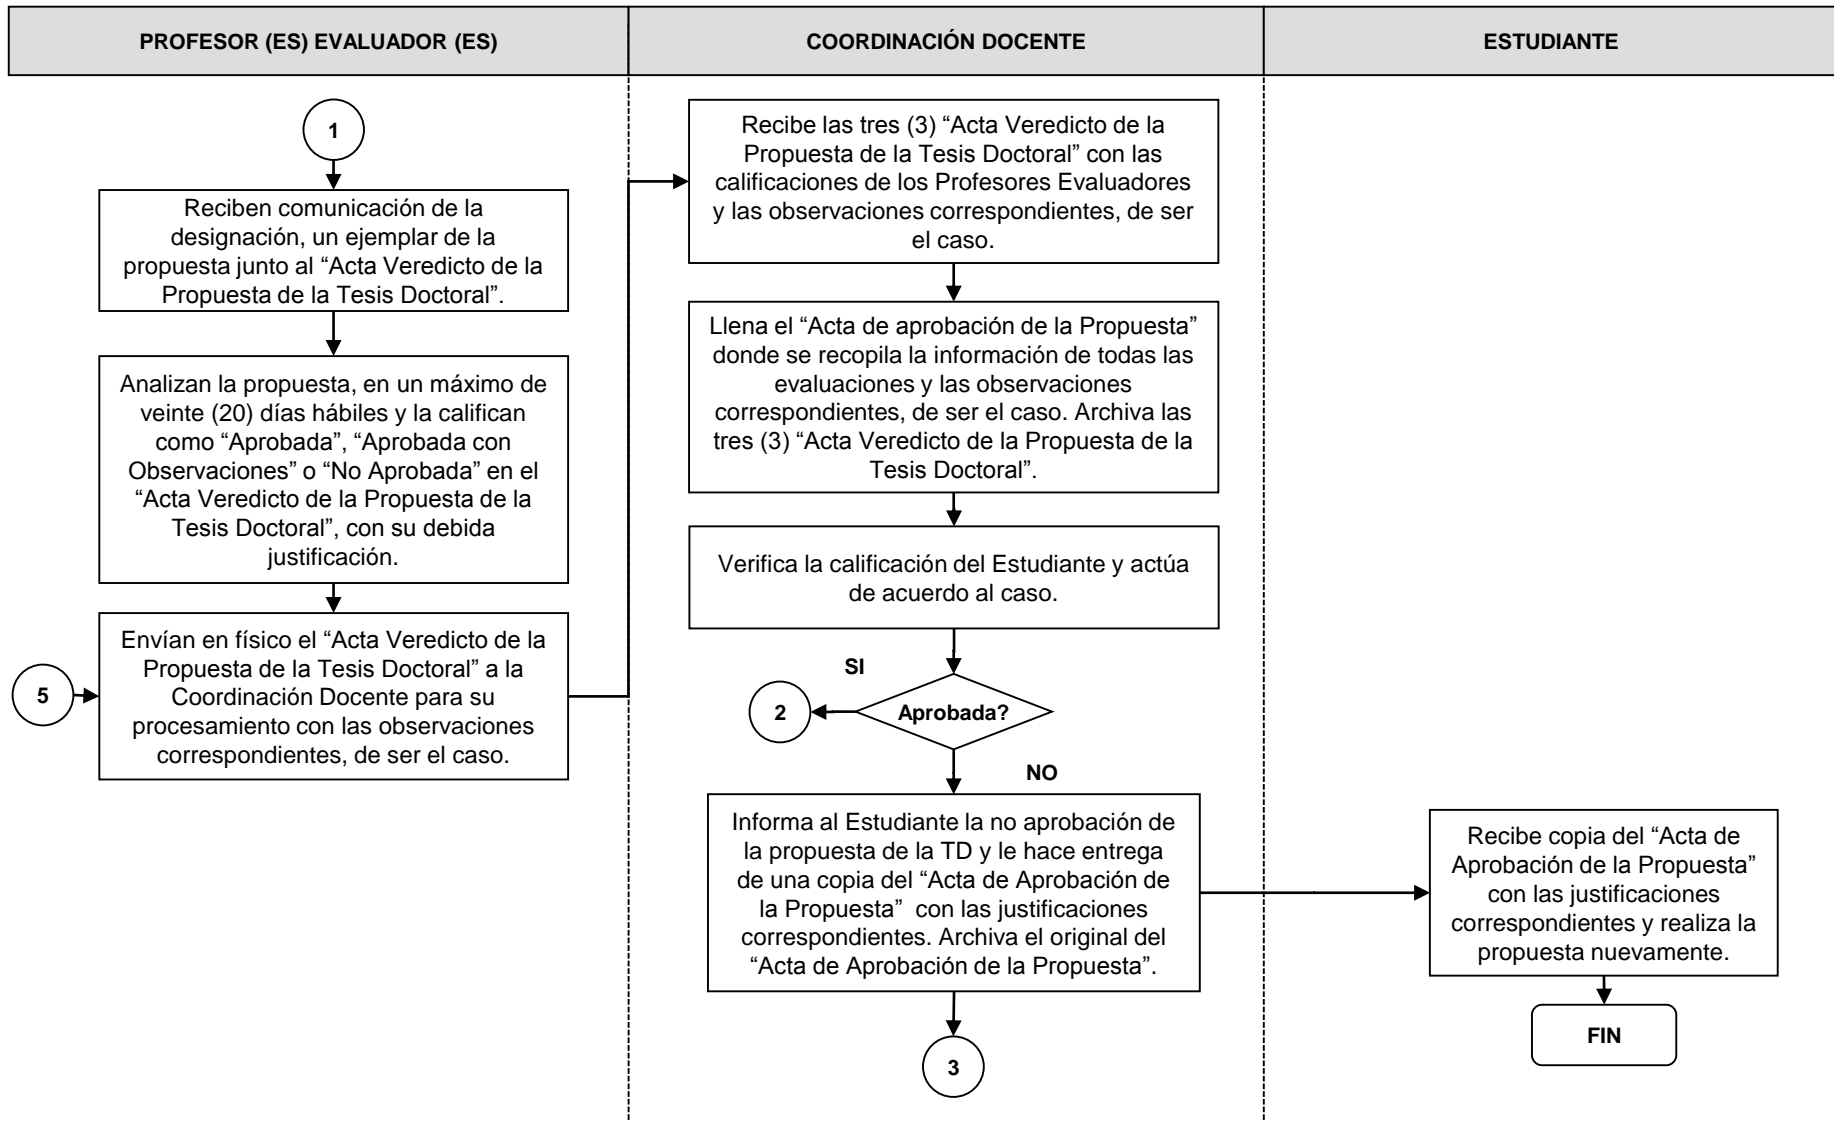 PROFESOR (ES) EVALUADOR (ES)
COORDINACIÓN DOCENTE
ESTUDIANTE
1
Reciben comunicación de la
designación, un ejemplar de la
propuesta junto al “Acta Veredicto de la
Propuesta de la Tesis Doctoral”.
Analizan la propuesta, en un máximo de
veinte (20) días hábiles y la califican
como “Aprobada”, “Aprobada con
Observaciones” o “No Aprobada” en el
“Acta Veredicto de la Propuesta de la
Tesis Doctoral”, con su debida
justificación.
5
Envían en físico el “Acta Veredicto de la
Propuesta de la Tesis Doctoral” a la
Coordinación Docente para su
procesamiento con las observaciones
correspondientes, de ser el caso.
Recibe las tres (3) “Acta Veredicto de la
Propuesta de la Tesis Doctoral” con las
calificaciones de los Profesores Evaluadores
y las observaciones correspondientes, de ser
el caso.
Llena el “Acta de aprobación de la Propuesta”
donde se recopila la información de todas las
evaluaciones y las observaciones
correspondientes, de ser el caso. Archiva las
tres (3) “Acta Veredicto de la Propuesta de la
Tesis Doctoral”.
Verifica la calificación del Estudiante y actúa
de acuerdo al caso.
SI
2
Aprobada?
NO
Informa al Estudiante la no aprobación de
la propuesta de la TD y le hace entrega
de una copia del “Acta de Aprobación de
la Propuesta” con las justificaciones
correspondientes. Archiva el original del
“Acta de Aprobación de la Propuesta”.
3
Recibe copia del “Acta de
Aprobación de la Propuesta”
con las justificaciones
correspondientes y realiza la
propuesta nuevamente.
FIN